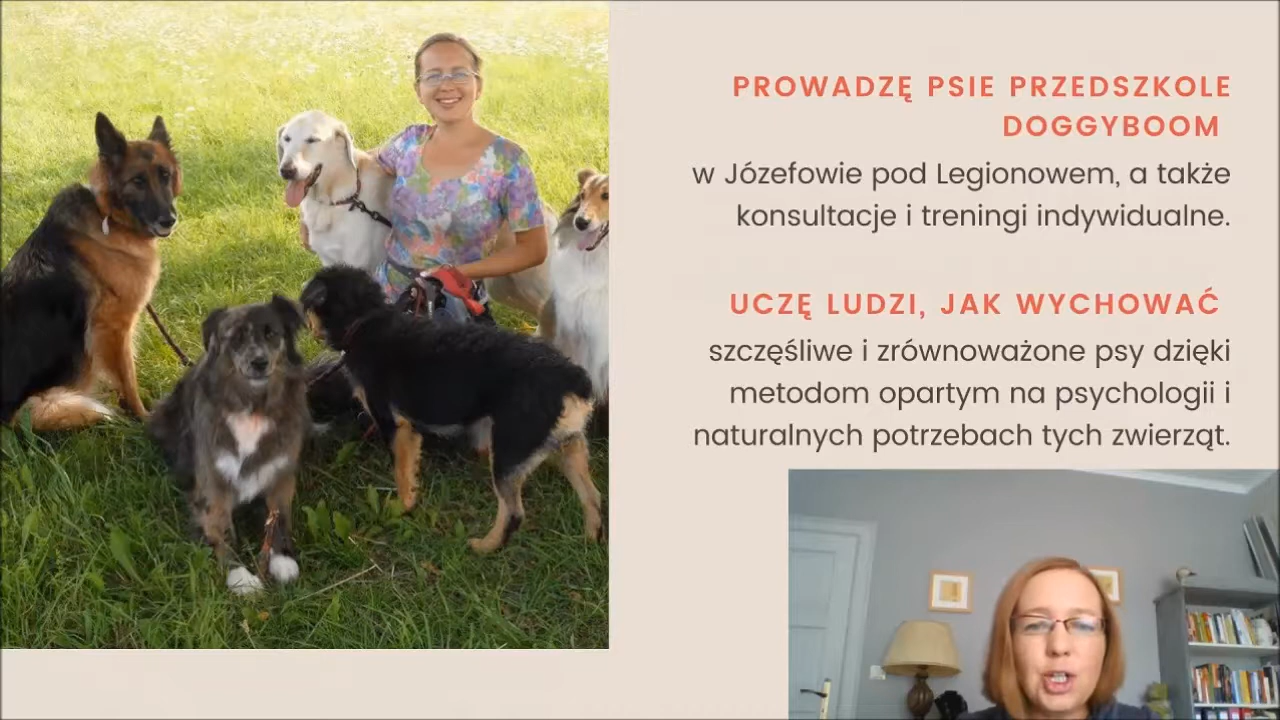 PROWADZĘ PSIE PRZEDSZKOLE
DOGGYBOOM
w Józefowie pod Legionowem, a także
konsultacje i treningi indywidualne.
UCZĘ LUDZI, JAK WYCHOWAĆ
szczęśliwe i zrównoważone psy dzięki
metodom opartym na psychologii i
naturalnych potrzebach tych zwierząt.